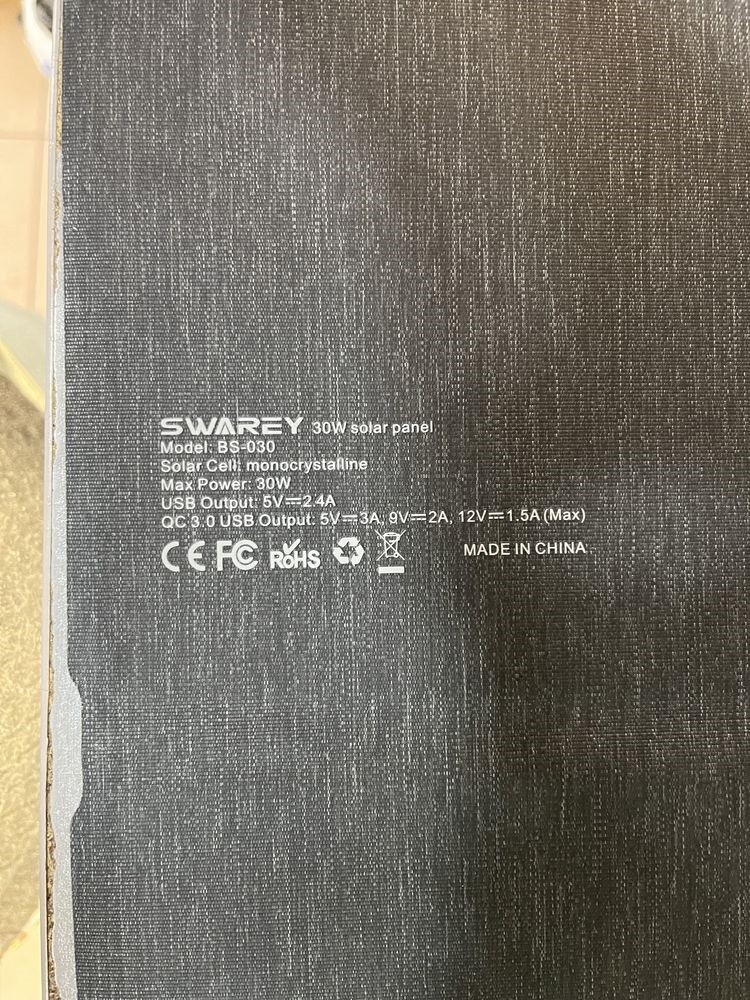 SWAREY 30W solar panel
Model: BS-030
Solar Cell: monocrystalline
Max Power: 30W
USB Output: 5V⎓2.4A
QC 3.0 USB Output: 5V⎓3A, 9V⎓2A, 12V⎓1.5A (Max)
CE FC RoHS MADE IN CHINA